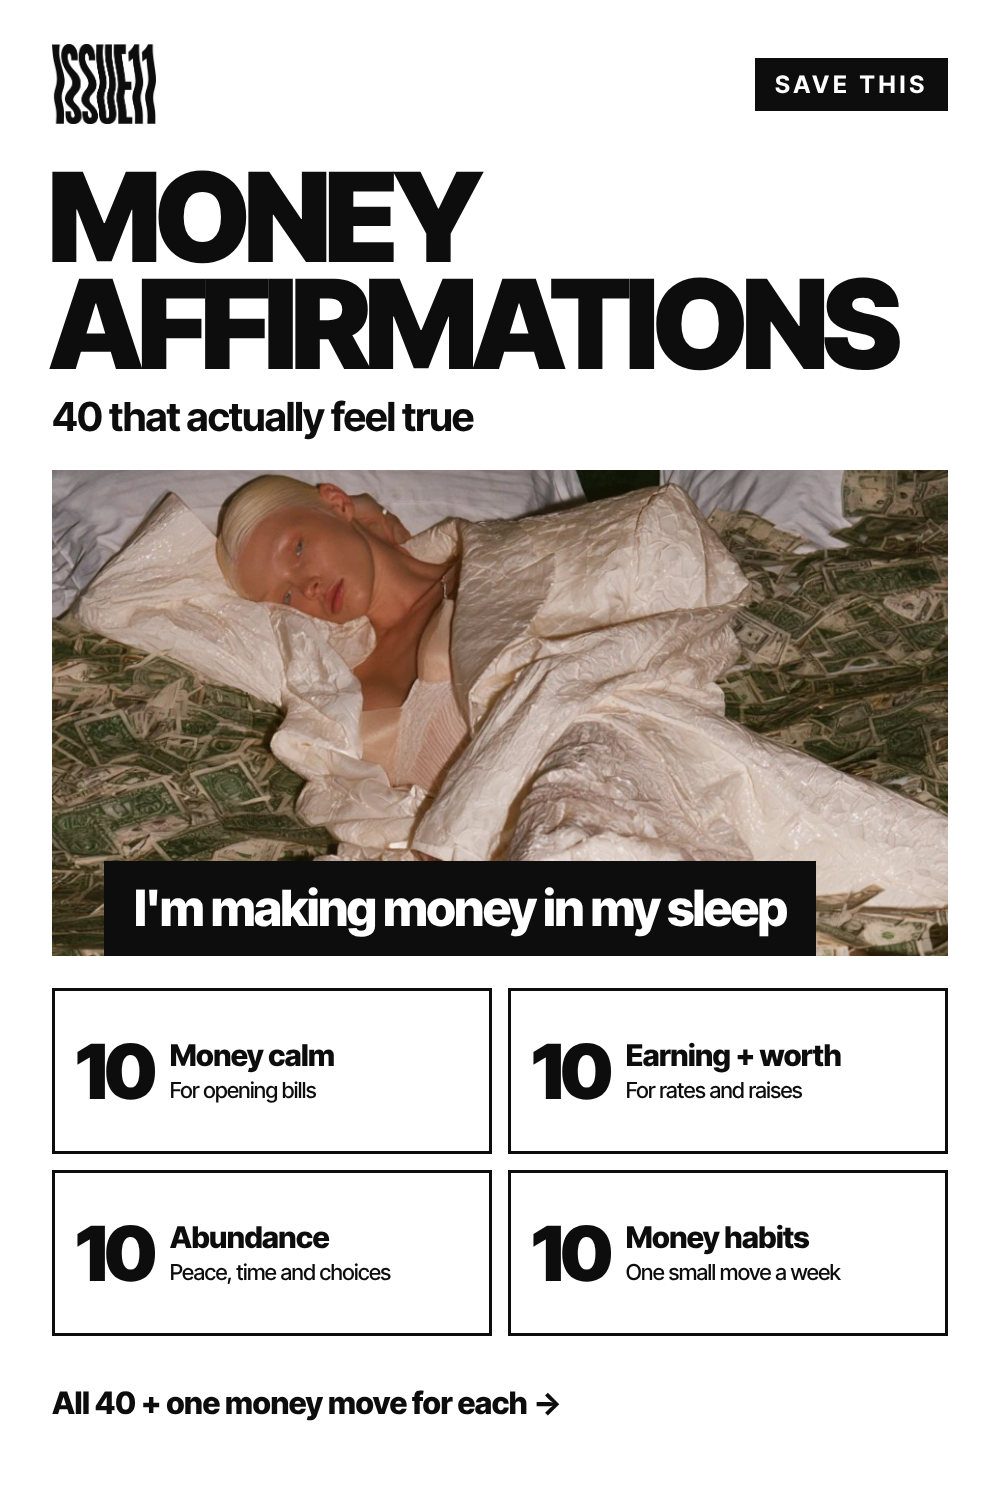 ISSUE11
SAVE THIS
MONEY
AFFIRMATIONS
40 that actually feel true
I'm making money in my sleep
10
Money calm
For opening bills
10
Earning + worth
For rates and raises
10
Abundance
Peace, time and choices
10
Money habits
One small move a week
All 40 + one money move for each →